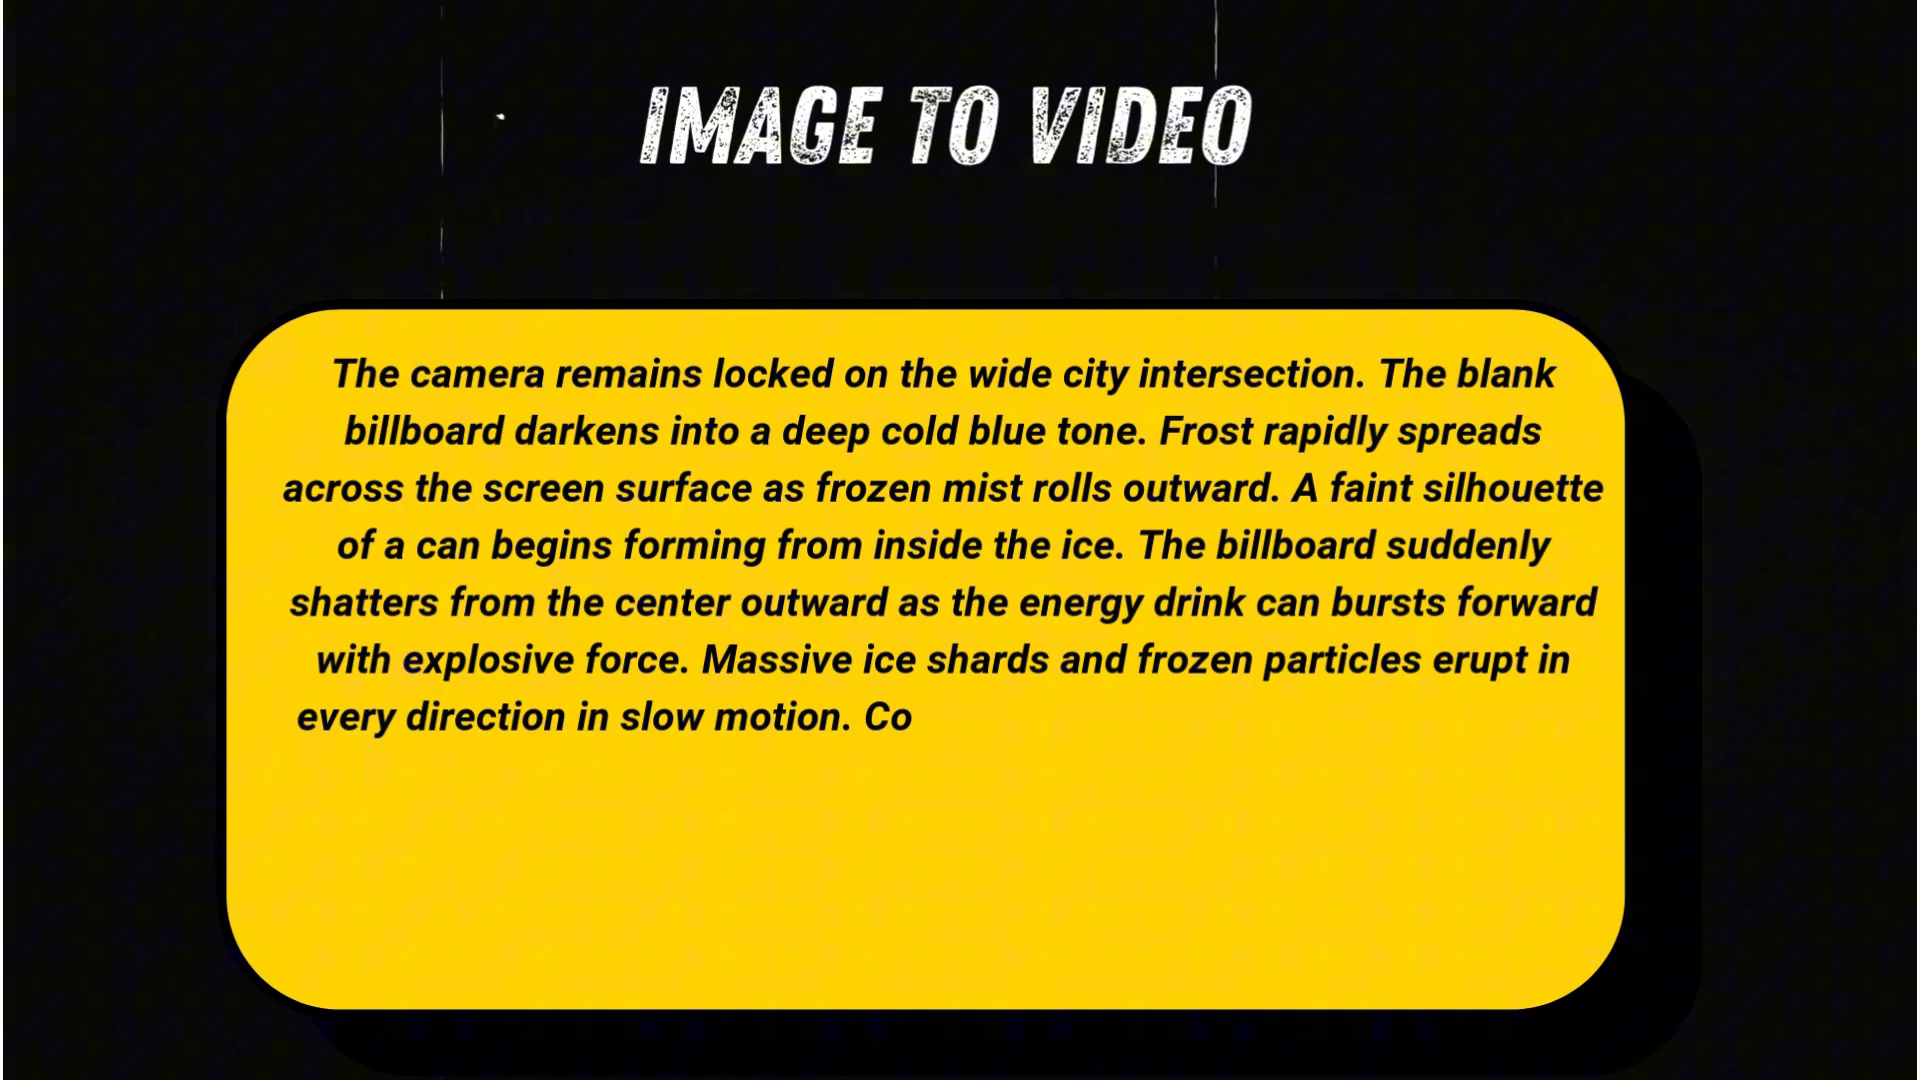 IMAGE TO VIDEO
The camera remains locked on the wide city intersection. The blank
billboard darkens into a deep cold blue tone. Frost rapidly spreads
across the screen surface as frozen mist rolls outward. A faint silhouette
of a can begins forming from inside the ice. The billboard suddenly
shatters from the center outward as the energy drink can bursts forward
with explosive force. Massive ice shards and frozen particles erupt in
every direction in slow motion. Co